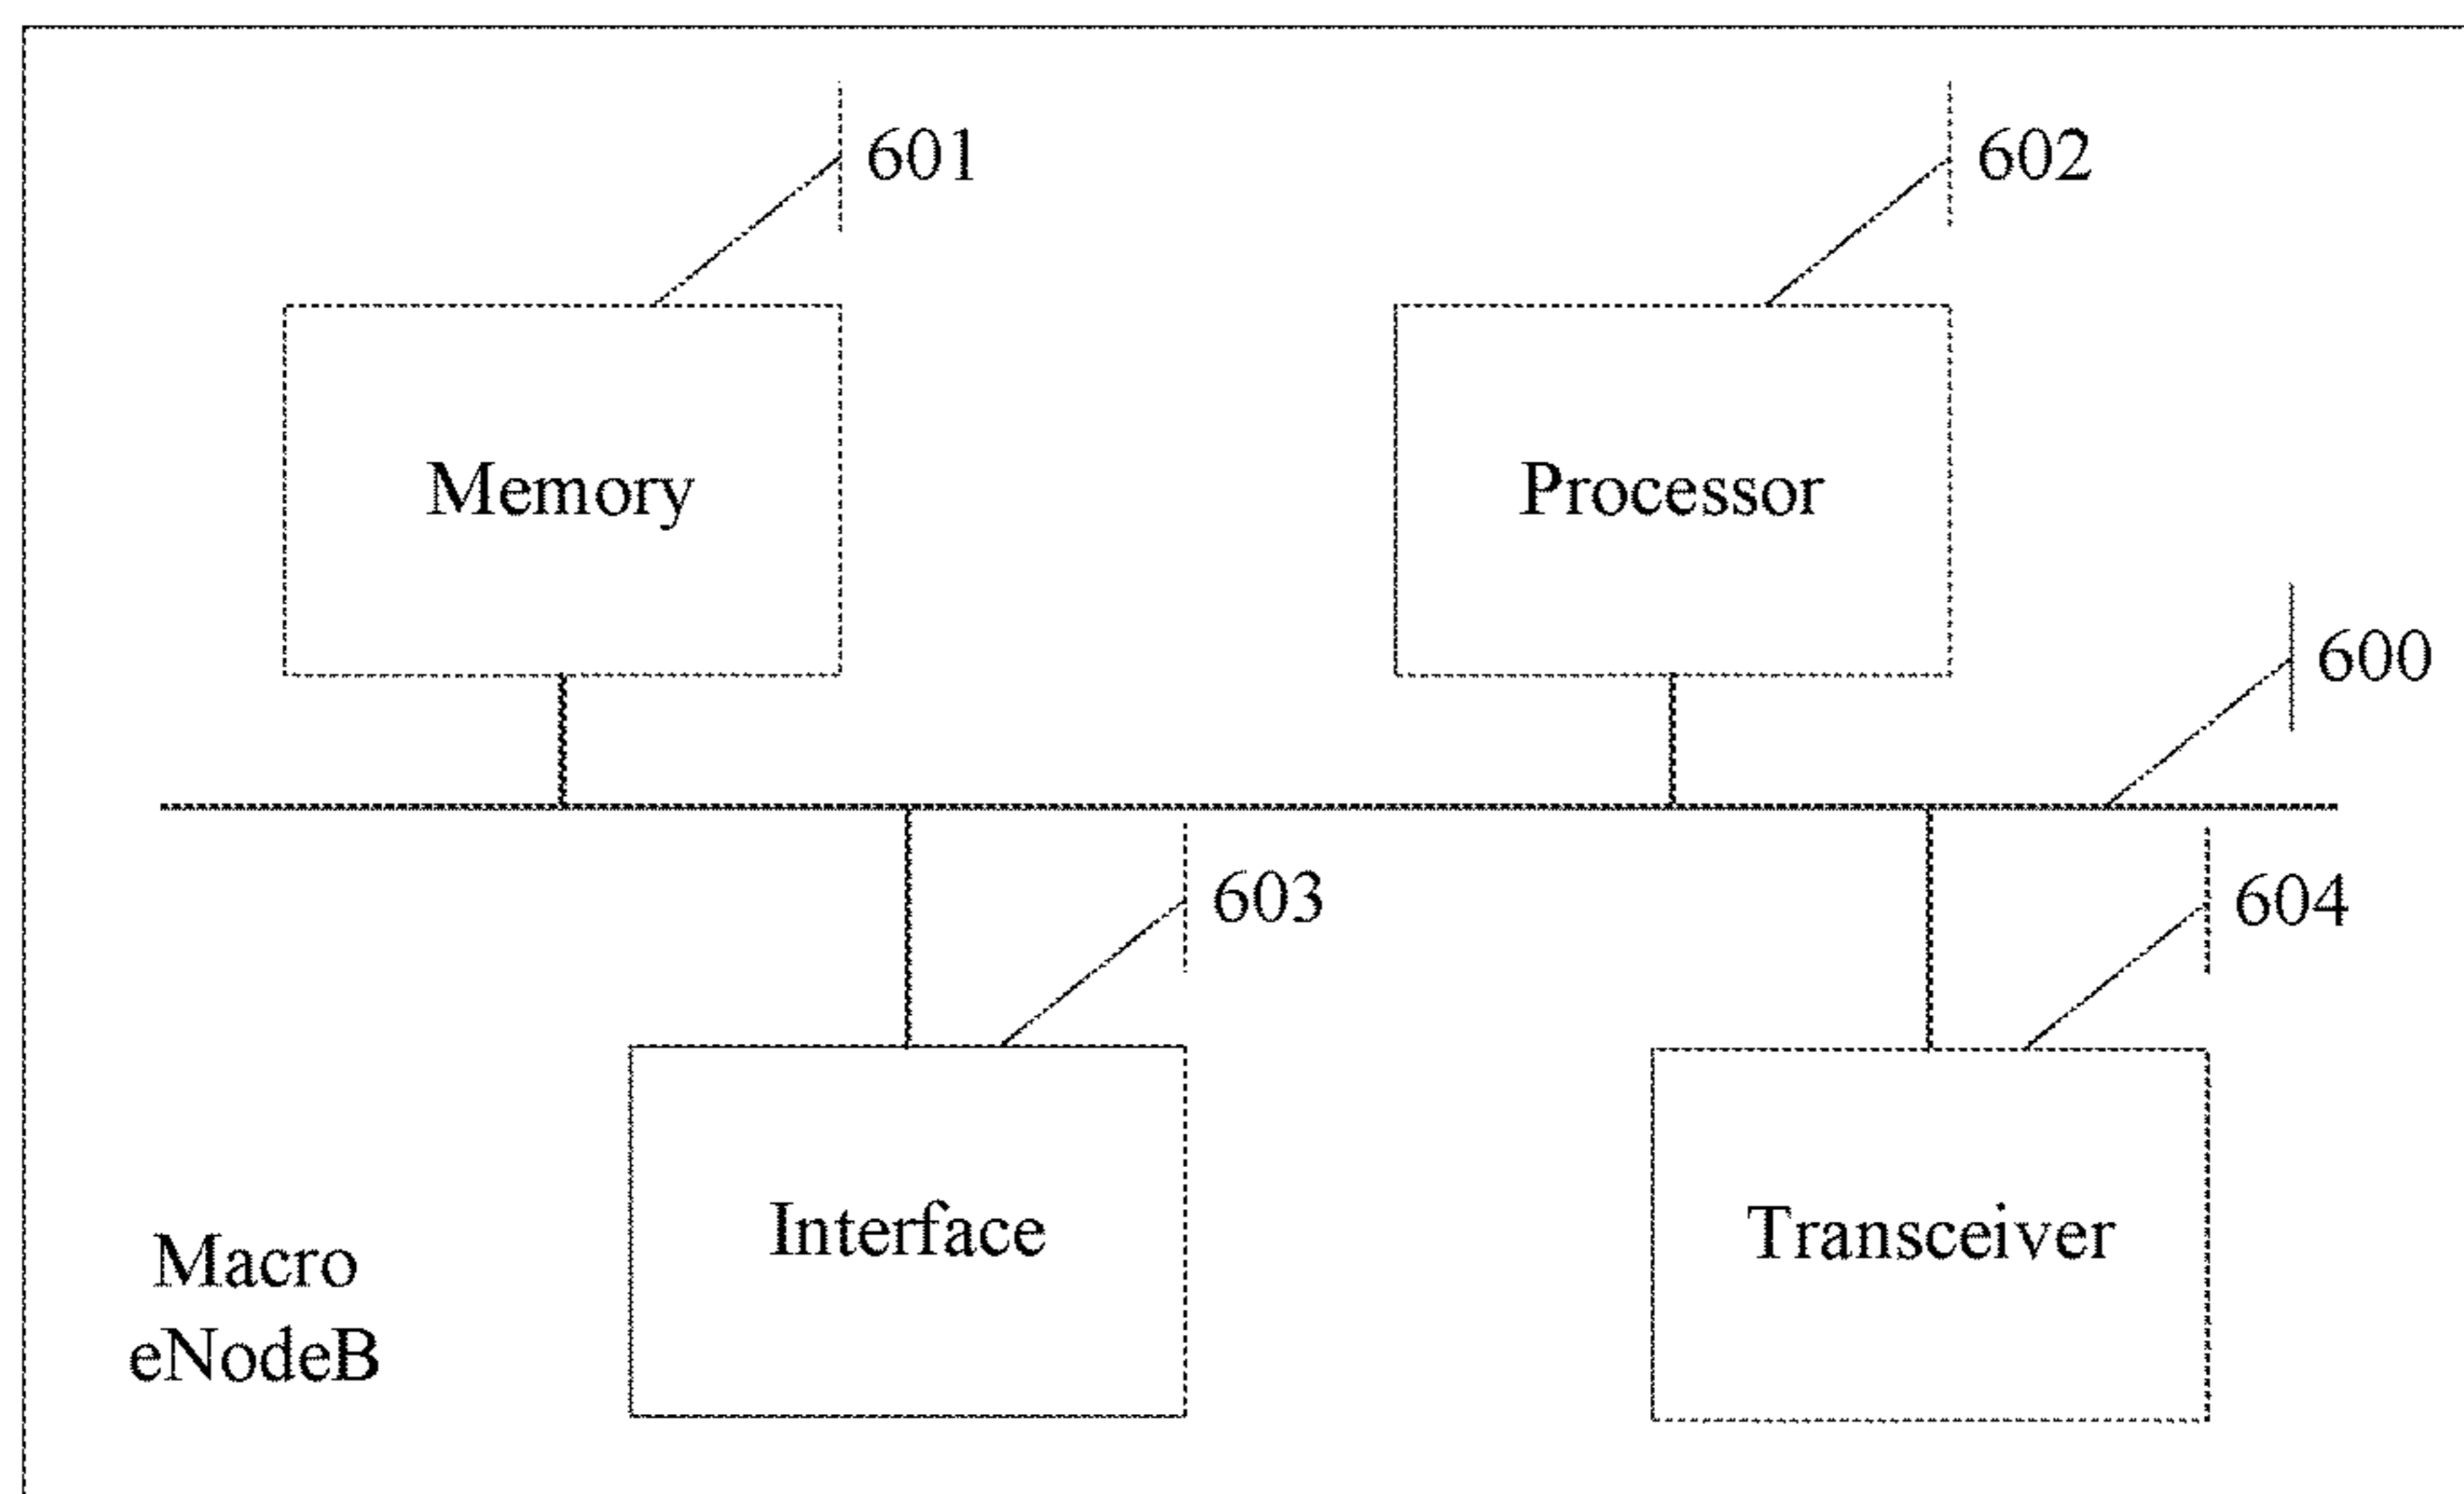 601
602
Memory
Processor
600
603
604
Interface
Transceiver
Macro
eNodeB